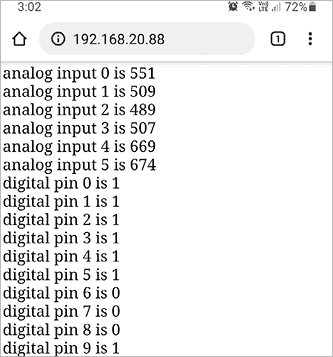 3:02
72%
192.168.20.88
1
analog input 0 is 551
analog input 1 is 509
analog input 2 is 489
analog input 3 is 507
analog input 4 is 669
analog input 5 is 674
digital pin 0 is 1
digital pin 1 is 1
digital pin 2 is 1
digital pin 3 is 1
digital pin 4 is 1
digital pin 5 is 1
digital pin 6 is 0
digital pin 7 is 0
digital pin 8 is 0
digital pin 9 is 1